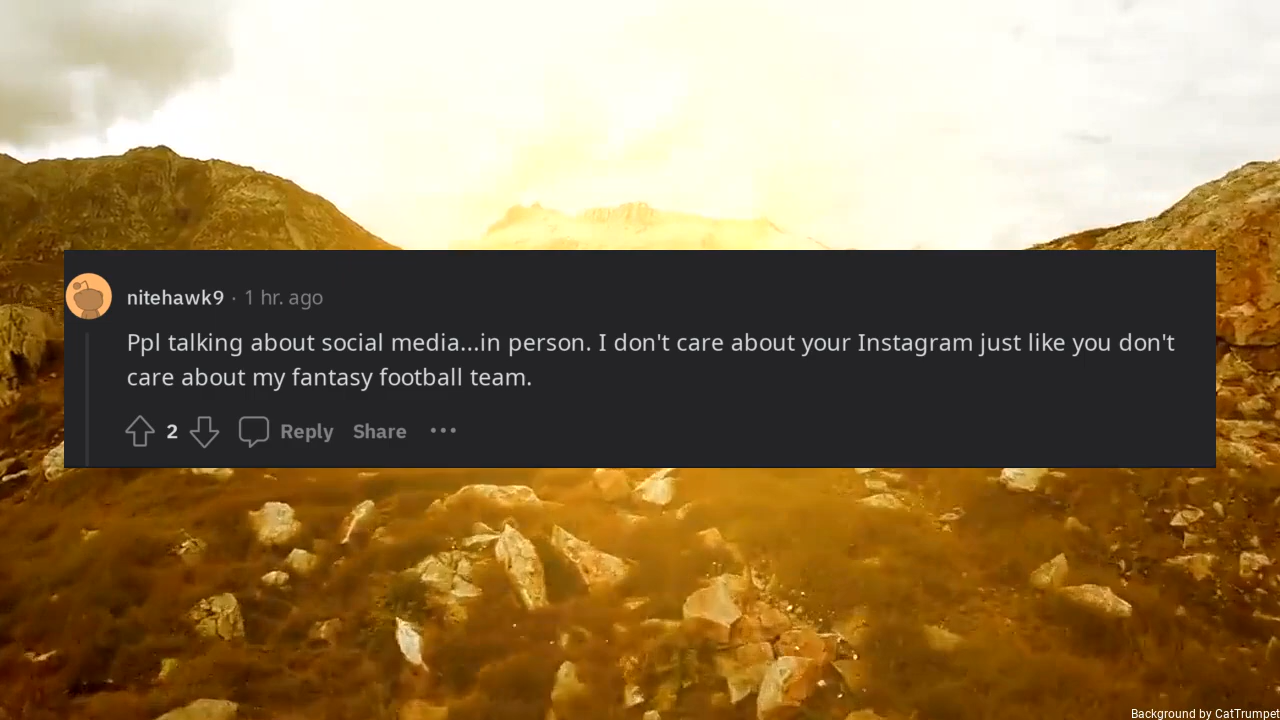 nitehawk9 · 1 hr. ago
Ppl talking about social media...in person. I don't care about your Instagram just like you don't
care about my fantasy football team.
2 Reply Share ···
Background by CatTrumpet